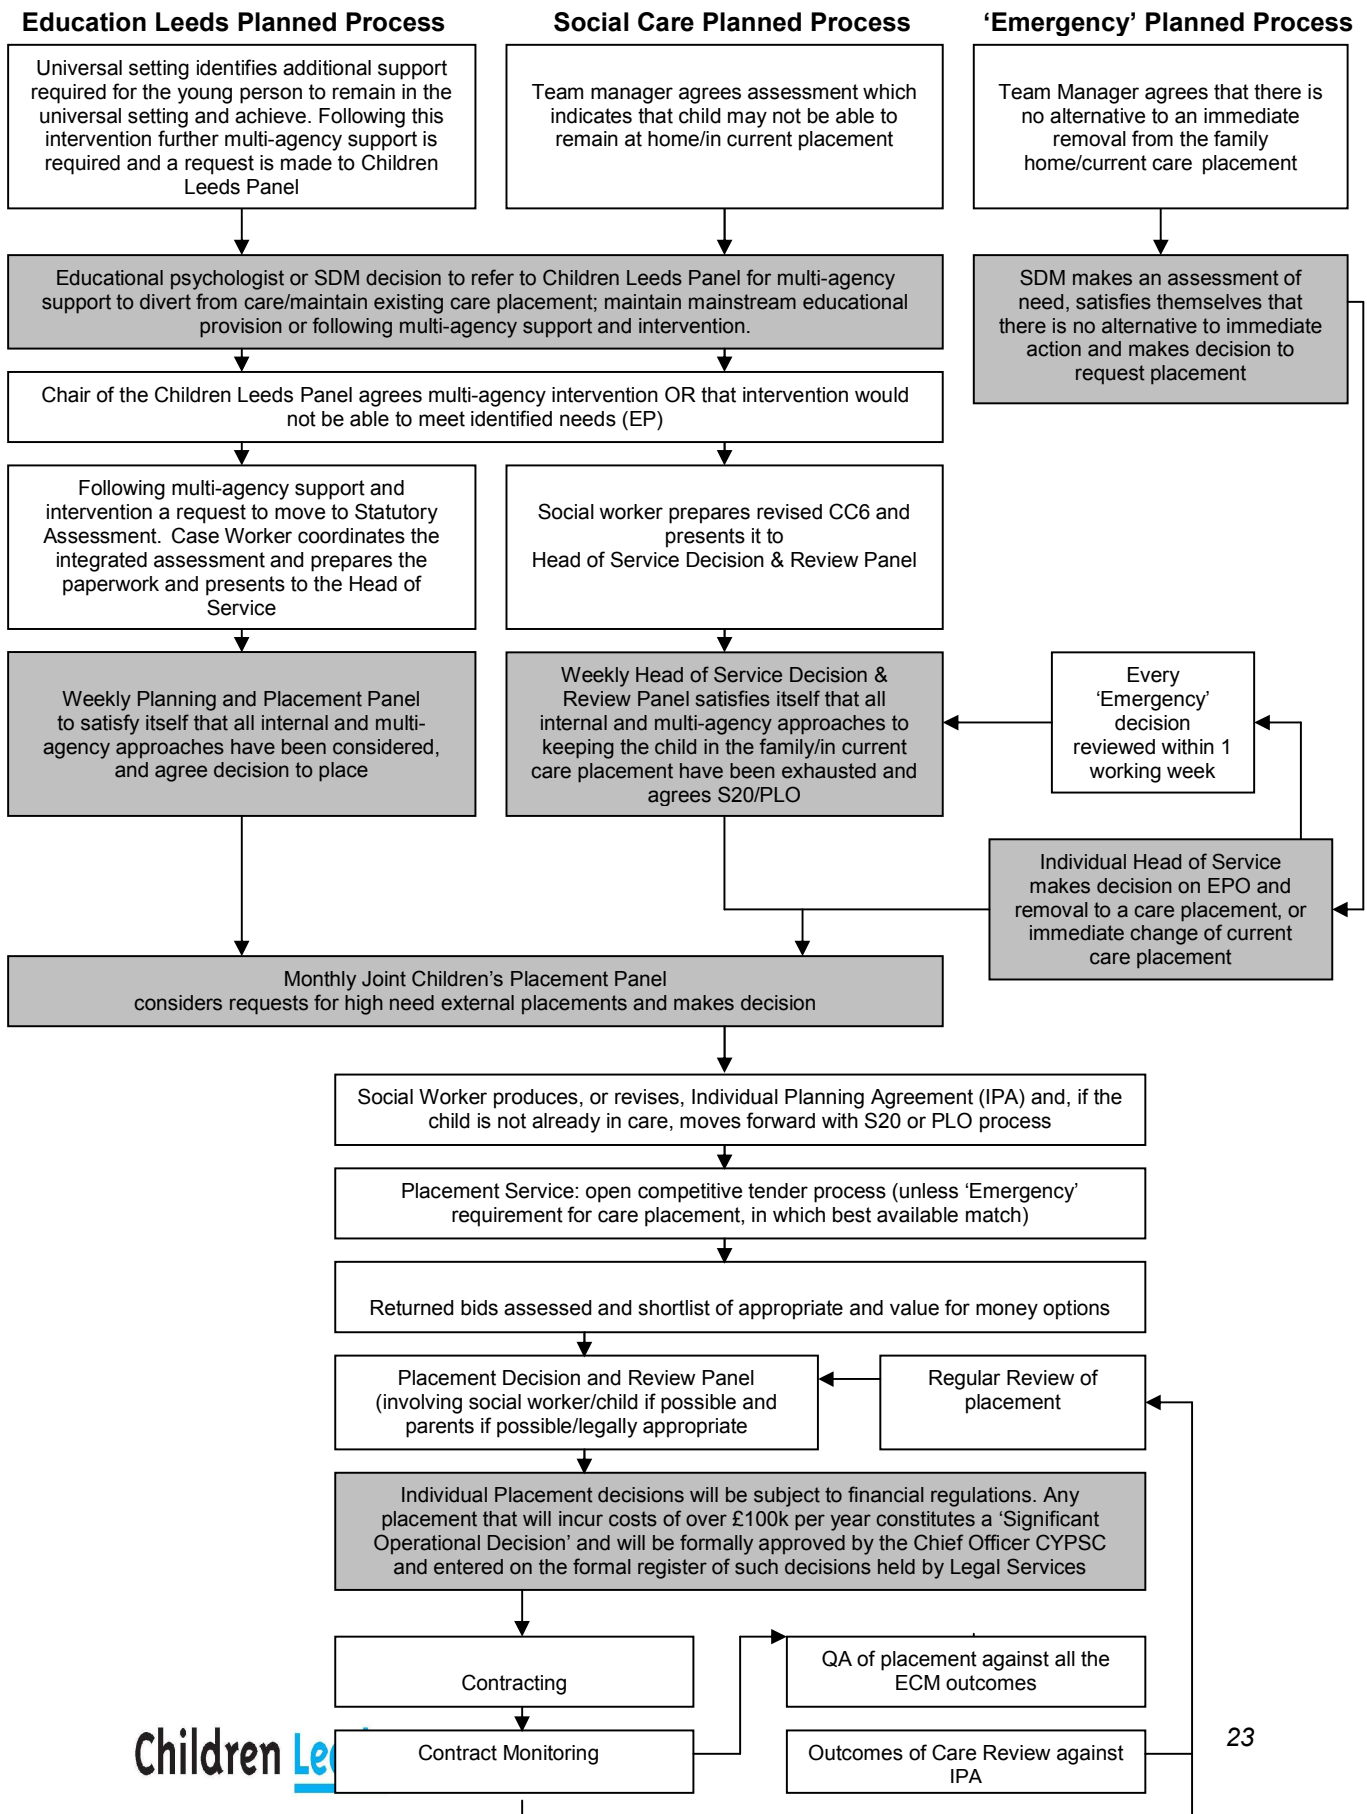 Education Leeds Planned Process
Social Care Planned Process
‘Emergency’ Planned Process
Universal setting identifies additional support
required for the young person to remain in the
universal setting and achieve. Following this
intervention further multi-agency support is
required and a request is made to Children
Leeds Panel
Team manager agrees assessment which
indicates that child may not be able to
remain at home/in current placement
Team Manager agrees that there is
no alternative to an immediate
removal from the family
home/current care placement
Educational psychologist or SDM decision to refer to Children Leeds Panel for multi-agency
support to divert from care/maintain existing care placement; maintain mainstream educational
provision or following multi-agency support and intervention.
SDM makes an assessment of
need, satisfies themselves that
there is no alternative to immediate
action and makes decision to
request placement
Chair of the Children Leeds Panel agrees multi-agency intervention OR that intervention would
not be able to meet identified needs (EP)
Following multi-agency support and
intervention a request to move to Statutory
Assessment. Case Worker coordinates the
integrated assessment and prepares the
paperwork and presents to the Head of
Service
Social worker prepares revised CC6 and
presents it to
Head of Service Decision & Review Panel
Weekly Planning and Placement Panel
to satisfy itself that all internal and multi-
agency approaches have been considered,
and agree decision to place
Weekly Head of Service Decision &
Review Panel satisfies itself that all
internal and multi-agency approaches to
keeping the child in the family/in current
care placement have been exhausted and
agrees S20/PLO
Every
‘Emergency’
decision
reviewed within 1
working week
Individual Head of Service
makes decision on EPO and
removal to a care placement, or
immediate change of current
care placement
Monthly Joint Children’s Placement Panel
considers requests for high need external placements and makes decision
Social Worker produces, or revises, Individual Planning Agreement (IPA) and, if the
child is not already in care, moves forward with S20 or PLO process
Placement Service: open competitive tender process (unless ‘Emergency’
requirement for care placement, in which best available match)
Returned bids assessed and shortlist of appropriate and value for money options
Placement Decision and Review Panel
(involving social worker/child if possible and
parents if possible/legally appropriate
Regular Review of
placement
Individual Placement decisions will be subject to financial regulations. Any
placement that will incur costs of over £100k per year constitutes a ‘Significant
Operational Decision’ and will be formally approved by the Chief Officer CYPSC
and entered on the formal register of such decisions held by Legal Services
Contracting
QA of placement against all the
ECM outcomes
Contract Monitoring
Outcomes of Care Review against
IPA
Children
23